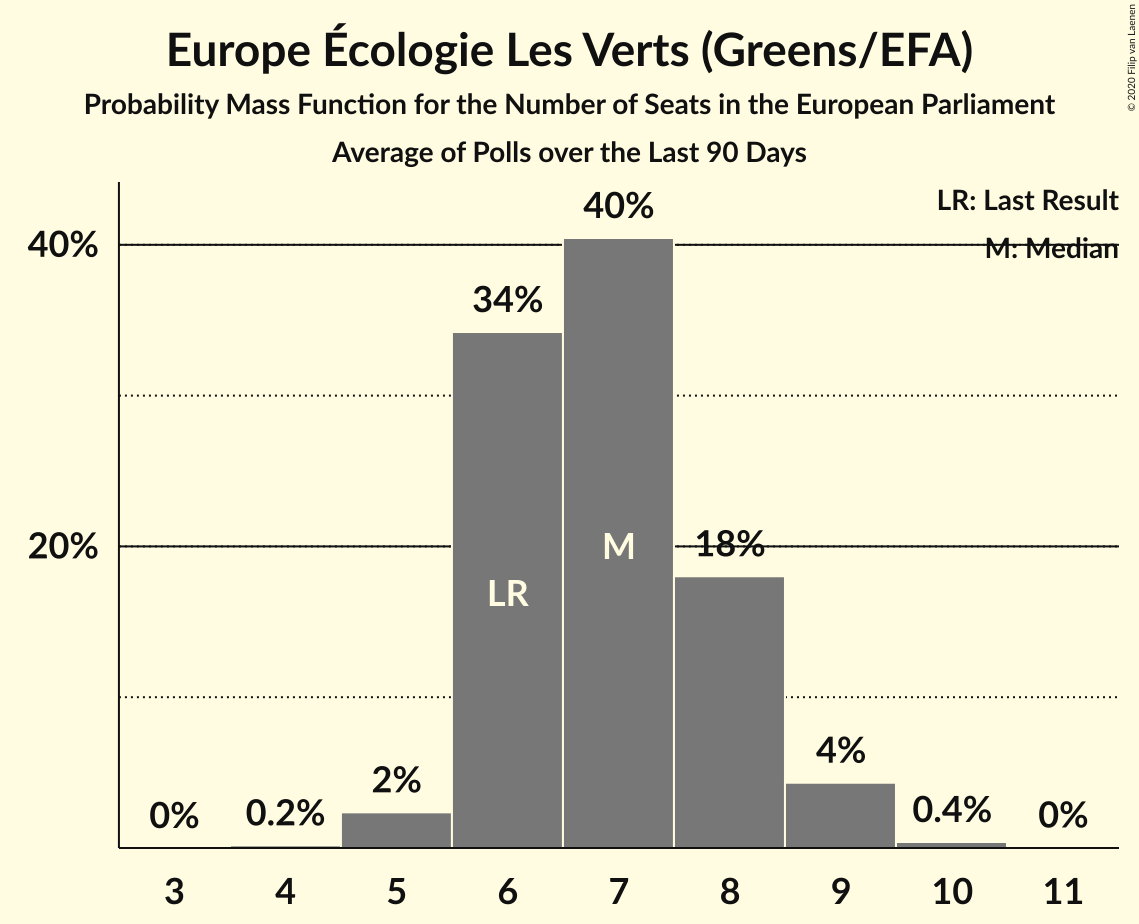 Europe Écologie Les Verts (Greens/EFA)
Probability Mass Function for the Number of Seats in the European Parliament
Average of Polls over the Last 90 Days
© 2020 Filip van Laenen
LR: Last Result
M: Median
40%
20%
0%
0.2%
2%
34%
40%
18%
4%
0.4%
0%
LR
M
3 4 5 6 7 8 9 10 11